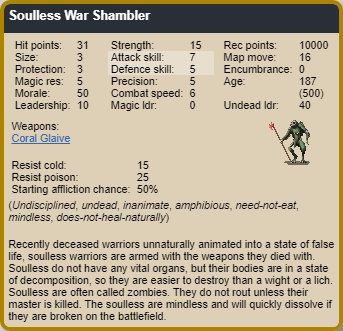 Soulless War Shambler
Hit points: 31 Strength: 15 Rec points: 10000
Size: 3 Attack skill: 7 Map move: 16
Protection: 3 Defence skill: 5 Encumbrance: 0
Magic res: 5 Precision: 5 Age: 187
Morale: 50 Combat speed: 6 (500)
Leadership: 10 Magic ldr: 0 Undead ldr: 40
Weapons:
Coral Glaive
Resist cold: 15
Resist poison: 25
Starting affliction chance: 50%
(Undisciplined, undead, inanimate, amphibious, need-not-eat,
mindless, does-not-heal-naturally)
Recently deceased warriors unnaturally animated into a state of false
life, soulless warriors are armed with the weapons they died with.
Soulless do not have any vital organs, but their bodies are in a state
of decomposition, so they are easier to destroy than a wight or a lich.
Soulless are often called zombies. They do not rout unless their
master is killed. The soulless are mindless and will quickly dissolve if
they are broken on the battlefield.